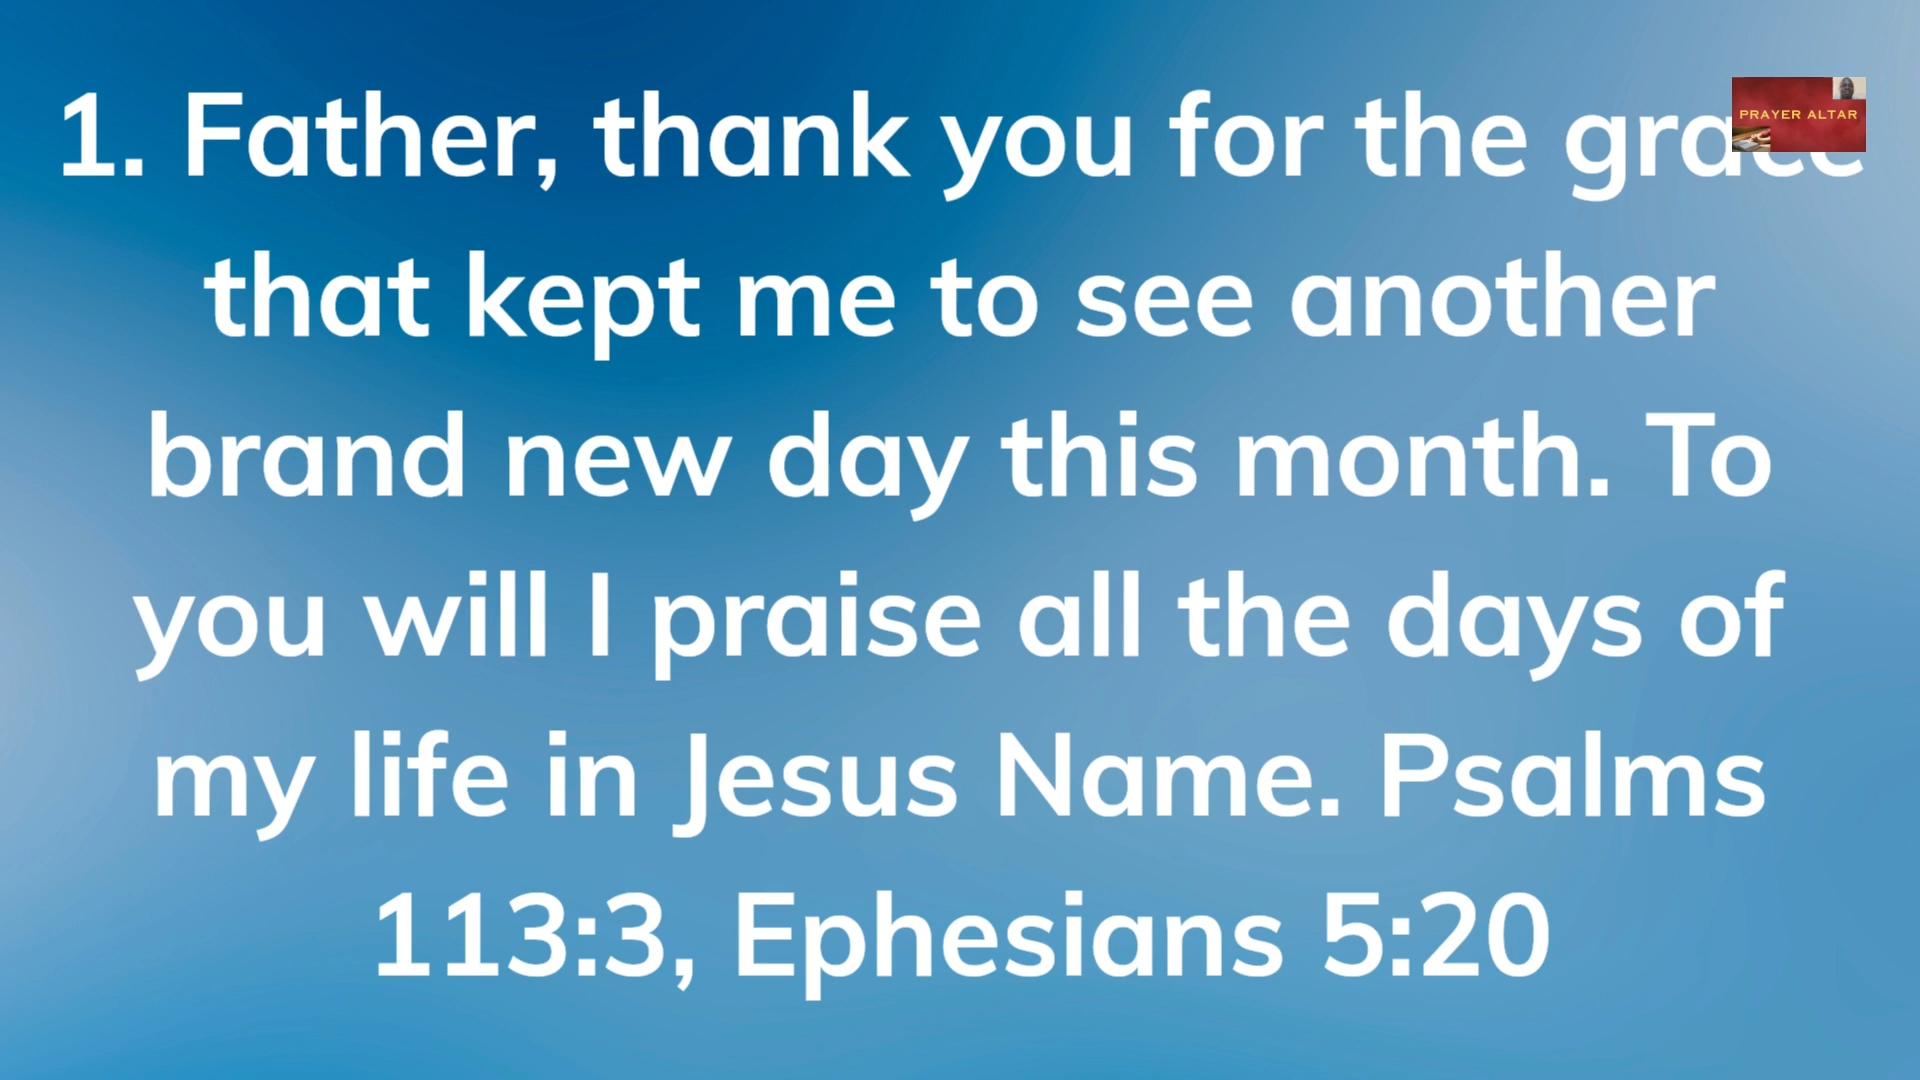 1. Father, thank you for the grace
that kept me to see another
brand new day this month. To
you will I praise all the days of
my life in Jesus Name. Psalms
113:3, Ephesians 5:20
PRAYER ALTAR